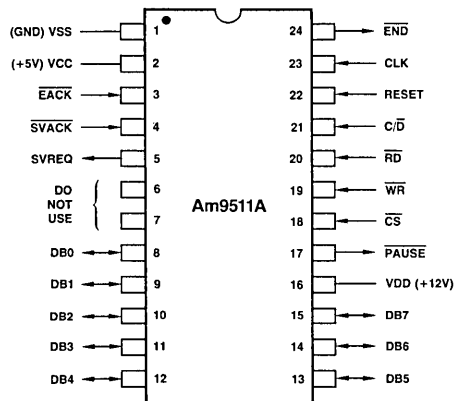 (GND) VSS 1
(+5V) VCC 2
EACK 3
SVACK 4
SVREQ 5
DO 6
NOT
USE 7
DB0 8
DB1 9
DB2 10
DB3 11
DB4 12
Am9511A
24 END
23 CLK
22 RESET
21 C/D
20 RD
19 WR
18 CS
17 PAUSE
16 VDD (+12V)
15 DB7
14 DB6
13 DB5